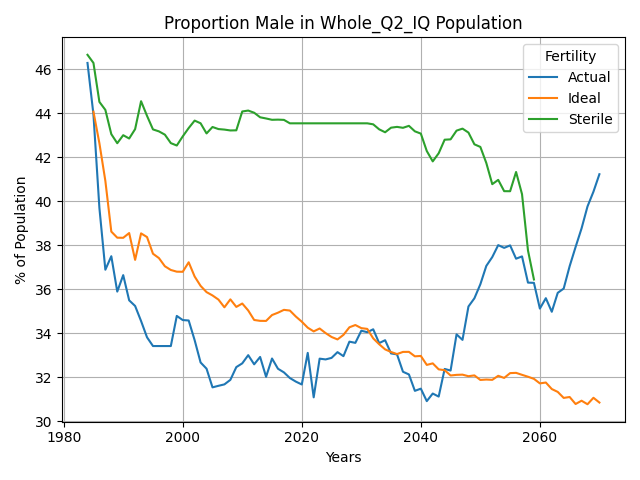 Proportion Male in Whole_Q2_IQ Population
Fertility
Actual
Ideal
Sterile
% of Population
46
44
42
40
38
36
34
32
30
1980
2000
2020
2040
2060
Years